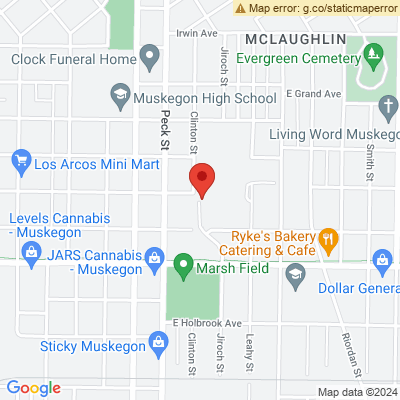 Map error: g.co/staticmaperror
Irwin Ave
MCLAUGHLIN
Clock Funeral Home
Jiroch St
Evergreen Cemetery
E Grand Ave
Muskegon High School
Clinton St
Peck St
Living Word Muskego
Los Arcos Mini Mart
Smith St
Levels Cannabis
- Muskegon
Ryke's Bakery
Catering & Cafe
JARS Cannabis -
- Muskegon
Marsh Field
Dollar Genera
E Holbrook Ave
Sticky Muskegon
Clinton St
Jiroch St
Leahy St
Riordan St
Google
Map data ©2024